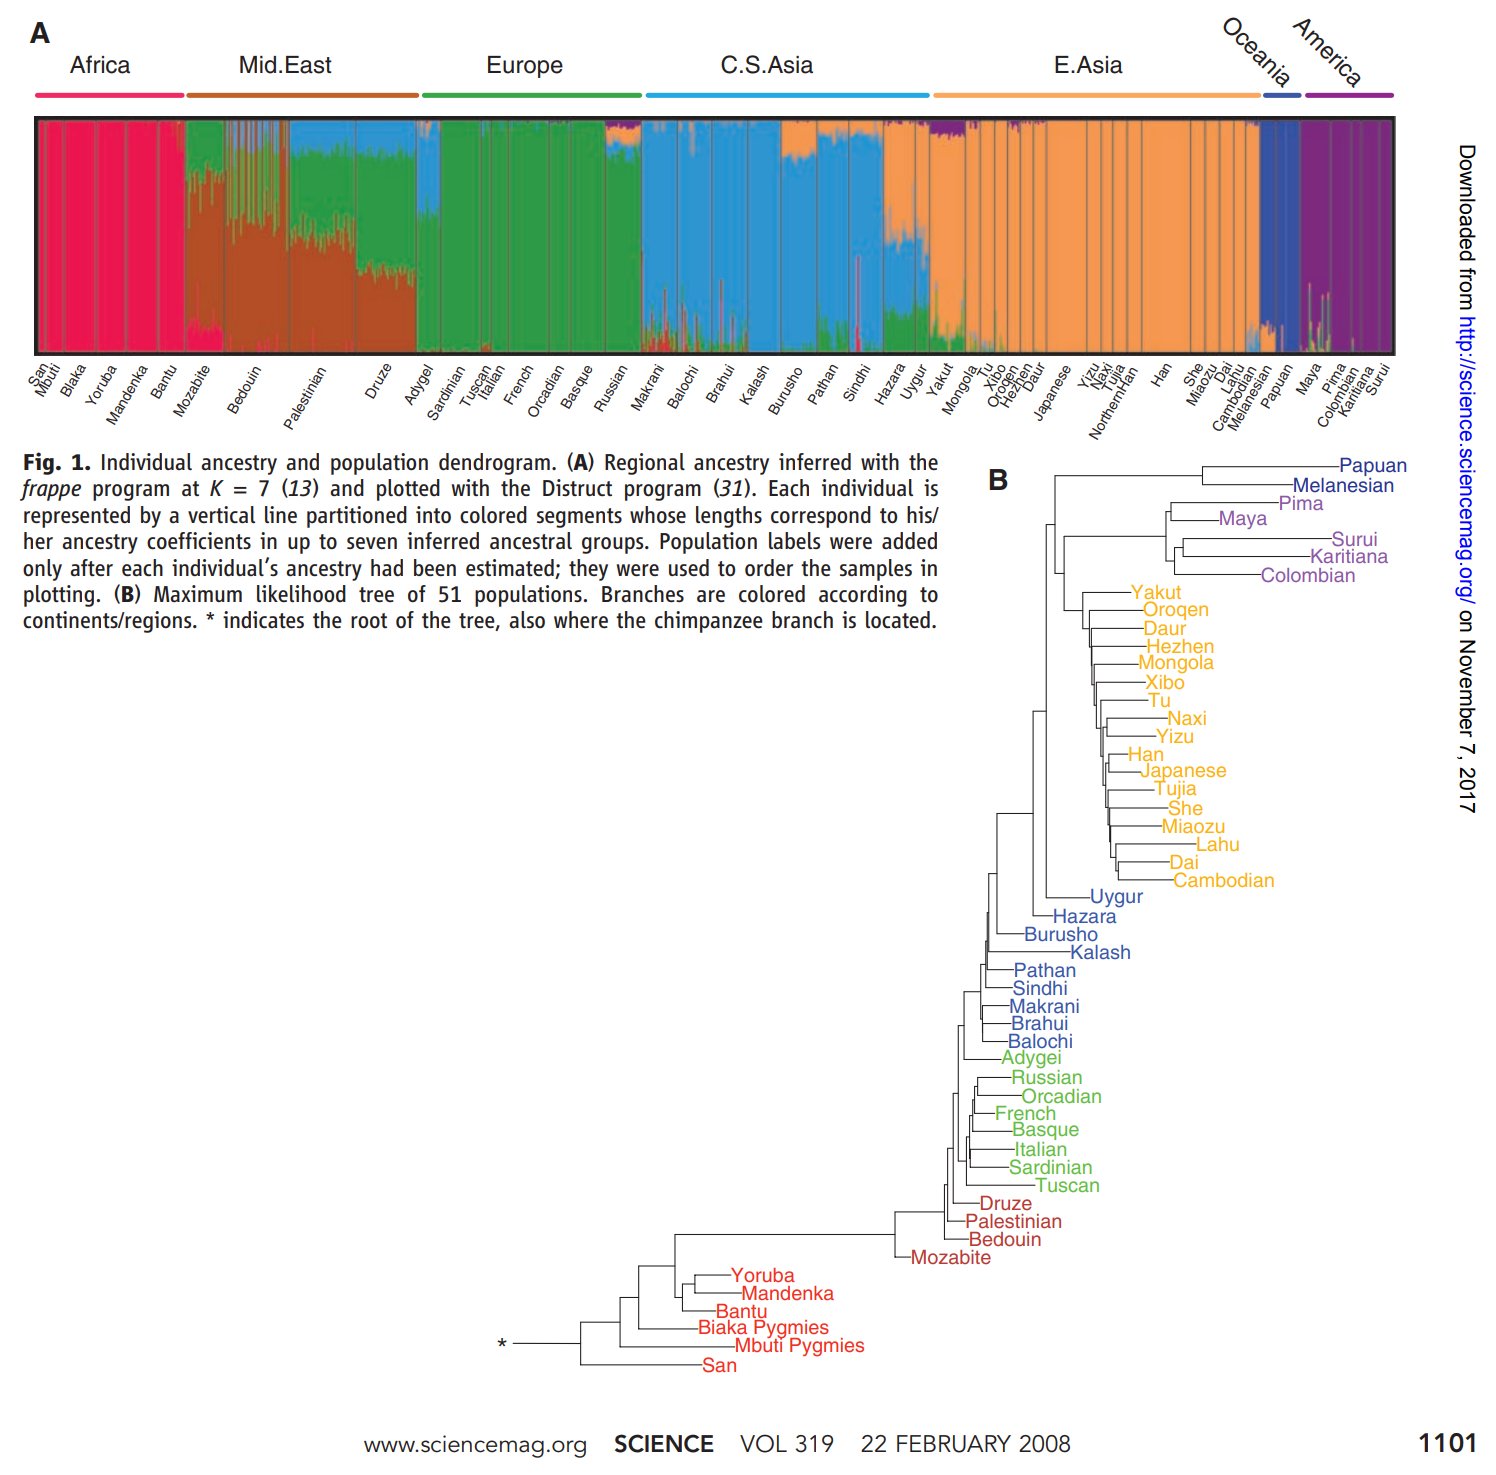 A
Africa
Mid.East
Europe
C.S.Asia
E.Asia
Oceania
America
San
Mbuti
Biaka
Yoruba
Mandenka
Bantu
Mozabite
Bedouin
Palestinian
Druze
Adygei
Sardinian
Tuscan
Italian
French
Orcadian
Basque
Russian
Makrani
Balochi
Brahui
Kalash
Burusho
Pathan
Sindhi
Hazara
Uygur
Yakut
Mongola
Tu
Xibo
Oroqen
Hezhen
Daur
Japanese
Yizu
Naxi
Tujia
NorthernHan
Han
She
Miaozu
Dai
Lahu
Cambodian
Melanesian
Papuan
Maya
Pima
Colombian
Karitiana
Surui
Fig. 1. Individual ancestry and population dendrogram. (A) Regional ancestry inferred with the
frappe program at K = 7 (13) and plotted with the Distruct program (31). Each individual is
represented by a vertical line partitioned into colored segments whose lengths correspond to his/
her ancestry coefficients in up to seven inferred ancestral groups. Population labels were added
only after each individual's ancestry had been estimated; they were used to order the samples in
plotting. (B) Maximum likelihood tree of 51 populations. Branches are colored according to
continents/regions. * indicates the root of the tree, also where the chimpanzee branch is located.
B
Papuan
Melanesian
Pima
Maya
Surui
Karitiana
Colombian
Yakut
Oroqen
Daur
Hezhen
Mongola
Xibo
Tu
Naxi
Yizu
Han
Japanese
Tujia
She
Miaozu
Lahu
Dai
Cambodian
Uygur
Hazara
Burusho
Kalash
Pathan
Sindhi
Makrani
Brahui
Balochi
Adygei
Russian
Orcadian
French
Basque
Italian
Sardinian
Tuscan
Druze
Palestinian
Bedouin
Mozabite
Yoruba
Mandenka
Bantu
Biaka Pygmies
Mbuti Pygmies
San
*
www.sciencemag.org SCIENCE VOL 319 22 FEBRUARY 2008 1101
Downloaded from http://science.sciencemag.org/ on November 7, 2017